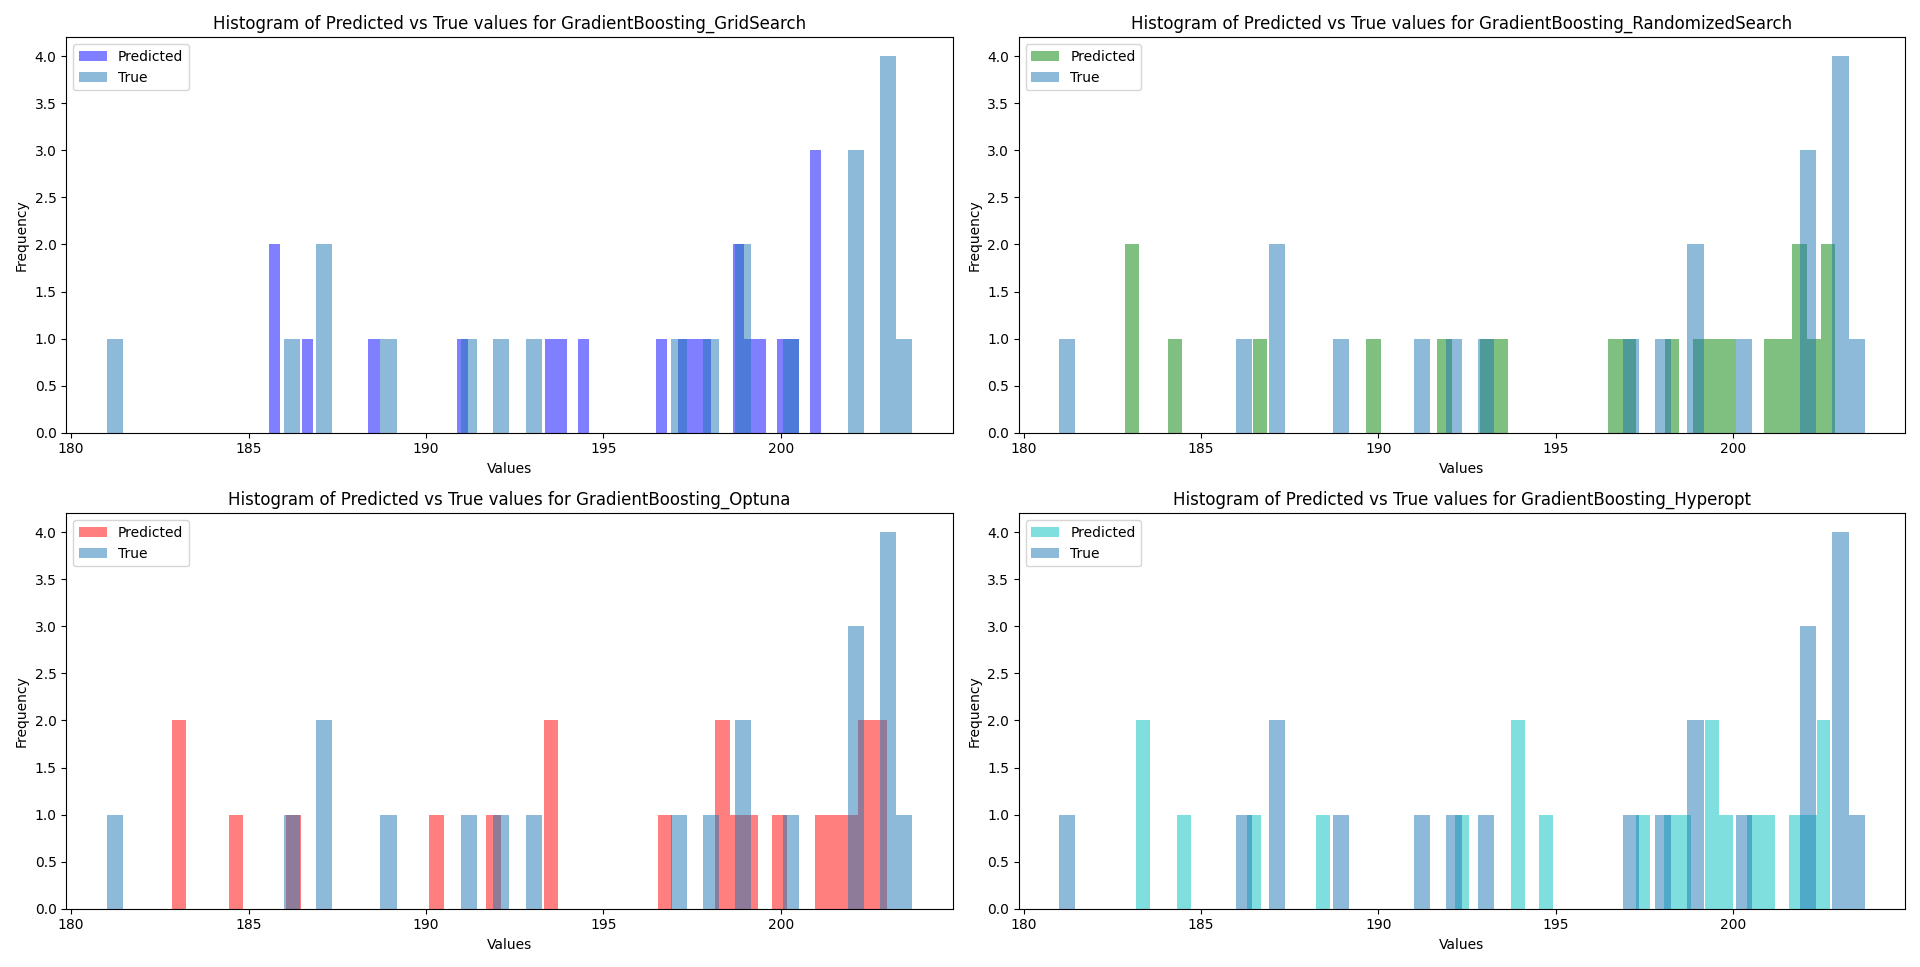 Histogram of Predicted vs True values for GradientBoosting_GridSearch
Predicted
True
4.0
3.5
3.0
2.5
2.0
1.5
1.0
0.5
0.0
Frequency
180 185 190 195 200
Values
Histogram of Predicted vs True values for GradientBoosting_RandomizedSearch
Predicted
True
4.0
3.5
3.0
2.5
2.0
1.5
1.0
0.5
0.0
Frequency
180 185 190 195 200
Values
Histogram of Predicted vs True values for GradientBoosting_Optuna
Predicted
True
4.0
3.5
3.0
2.5
2.0
1.5
1.0
0.5
0.0
Frequency
180 185 190 195 200
Values
Histogram of Predicted vs True values for GradientBoosting_Hyperopt
Predicted
True
4.0
3.5
3.0
2.5
2.0
1.5
1.0
0.5
0.0
Frequency
180 185 190 195 200
Values